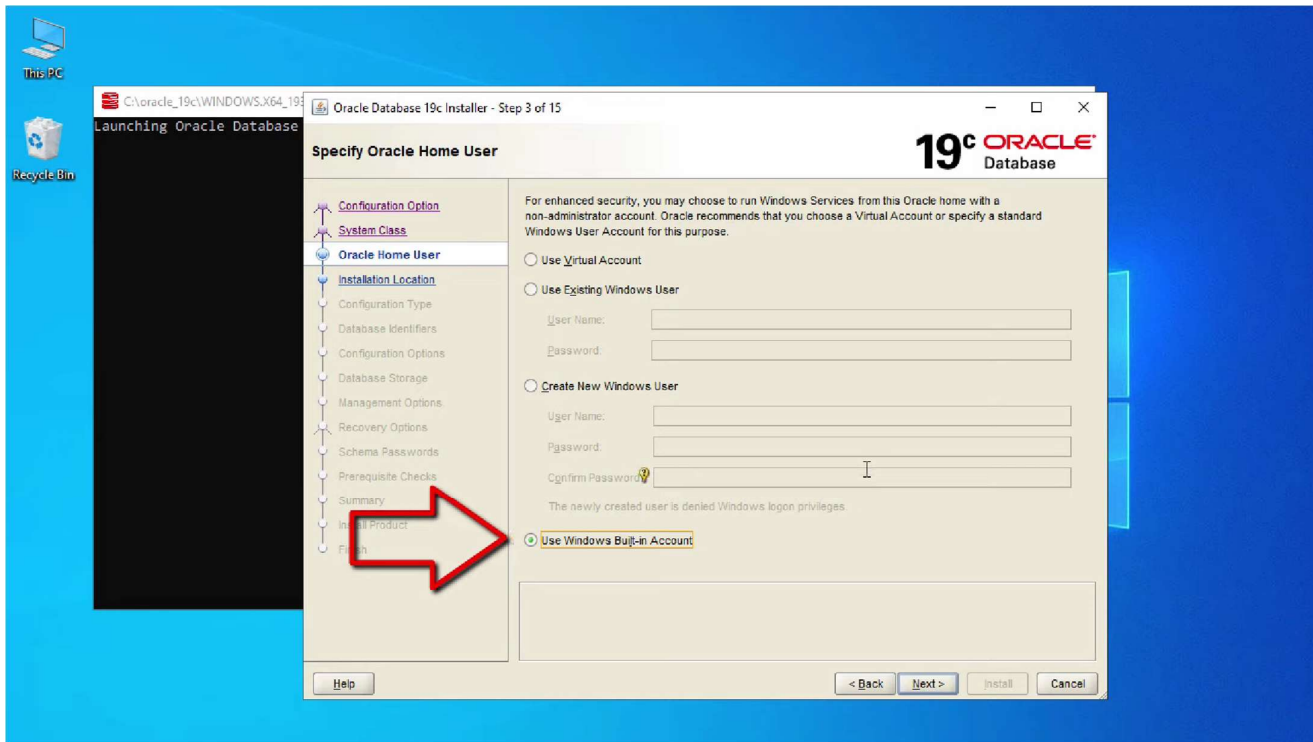 This PC
Recycle Bin
C:\oracle_19c\WINDOWS.X64_193
Launching Oracle Database
Oracle Database 19c Installer - Step 3 of 15
Specify Oracle Home User
19c ORACLE
Database
Configuration Option
System Class
Oracle Home User
Installation Location
Configuration Type
Database Identifiers
Configuration Options
Database Storage
Management Options
Recovery Options
Schema Passwords
Prerequisite Checks
Summary
Product
For enhanced security, you may choose to run Windows Services from this Oracle home with a
non-administrator account. Oracle recommends that you choose a Virtual Account or specify a standard
Windows User Account for this purpose.
Use Virtual Account
Use Existing Windows User
User Name:
Password:
Create New Windows User
User Name:
Password:
Confirm Password
The newly created user is denied Windows logon privileges.
Use Windows Built-in Account
Help
< Back
Next >
Install
Cancel